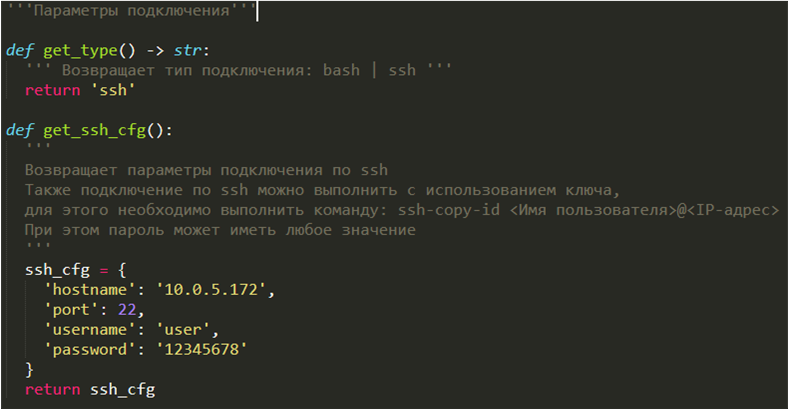 '''Параметры подключения'''
def get_type() -> str:
''' Возвращает тип подключения: bash | ssh '''
return 'ssh'
def get_ssh_cfg():
'''
Возвращает параметры подключения по ssh
Также подключение по ssh можно выполнить с использованием ключа,
для этого необходимо выполнить команду: ssh-copy-id <Имя пользователя>@<IP-адрес>
При этом пароль может иметь любое значение
'''
ssh_cfg = {
'hostname': '10.0.5.172',
'port': 22,
'username': 'user',
'password': '12345678'
}
return ssh_cfg